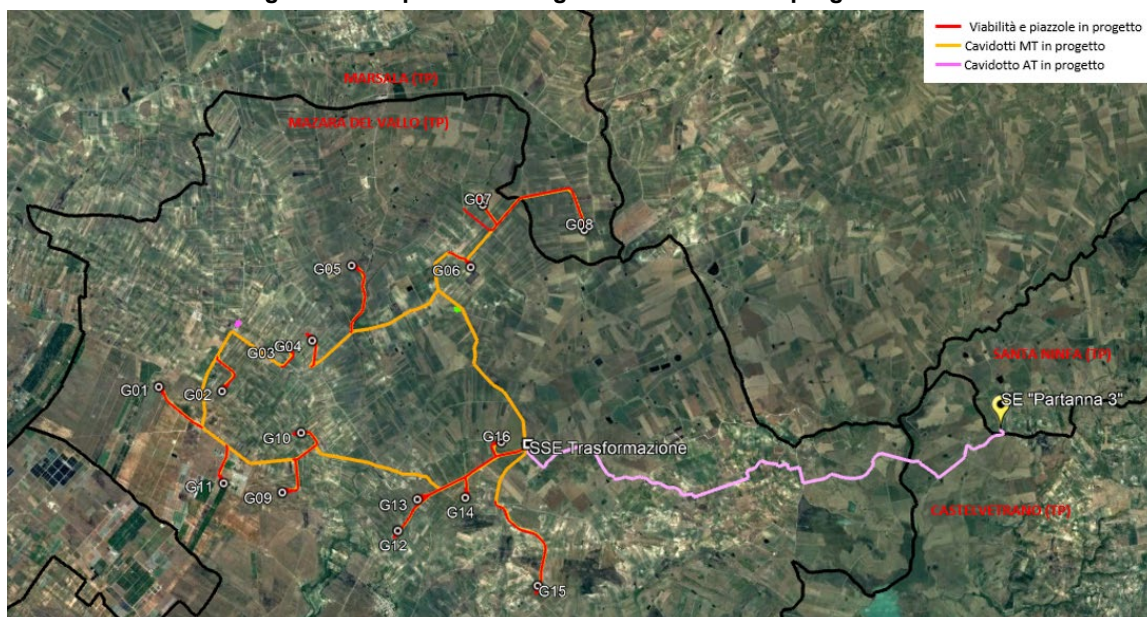 Viabilità e piazzole in progetto
Cavidotti MT in progetto
Cavidotto AT in progetto
MARSALA (TP)
MAZARA DEL VALLO (TP)
G07
G08
G05
G06
G03
G04
G01
G02
SANTA NINFA (TP)
SE "Partanna 3"
G10
G16
SSE Trasformazione
G11
G09
G13
G14
CASTELVETRANO (TP)
G12
G15